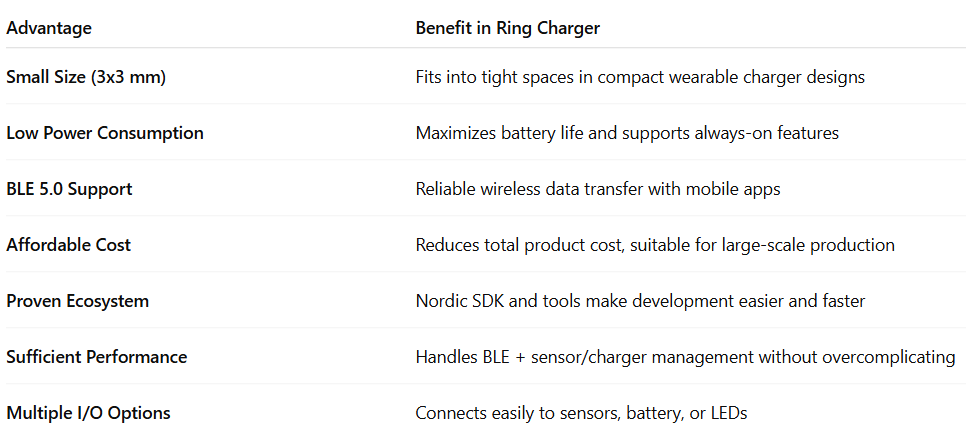 Advantage Benefit in Ring Charger
Small Size (3x3 mm) Fits into tight spaces in compact wearable charger designs
Low Power Consumption Maximizes battery life and supports always-on features
BLE 5.0 Support Reliable wireless data transfer with mobile apps
Affordable Cost Reduces total product cost, suitable for large-scale production
Proven Ecosystem Nordic SDK and tools make development easier and faster
Sufficient Performance Handles BLE + sensor/charger management without overcomplicating
Multiple I/O Options Connects easily to sensors, battery, or LEDs